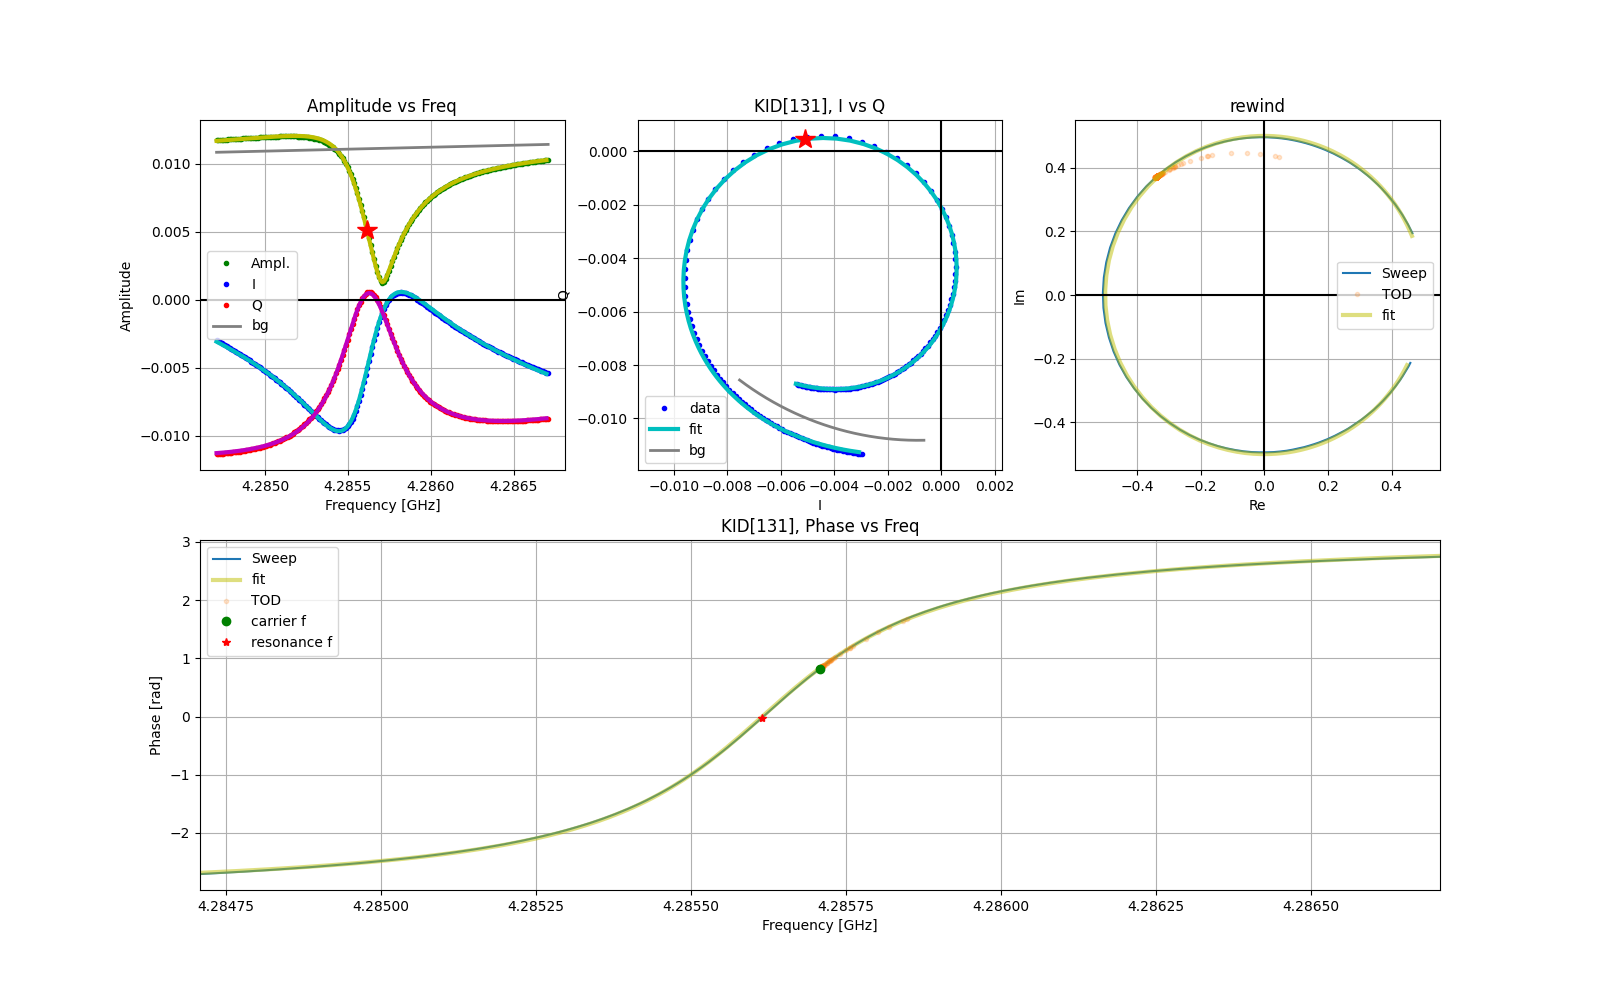 Amplitude vs Freq
0.010
0.005
0.000
−0.005
−0.010
Amplitude
Ampl.
I
Q
bg
4.2850
4.2855
4.2860
4.2865
Frequency [GHz]
KID[131], I vs Q
0.000
−0.002
−0.004
−0.006
−0.008
−0.010
Q
data
fit
bg
−0.010
−0.008
−0.006
−0.004
−0.002
0.000
0.002
I
rewind
0.4
0.2
0.0
−0.2
−0.4
Im
Sweep
TOD
fit
−0.4
−0.2
0.0
0.2
0.4
Re
KID[131], Phase vs Freq
3
2
1
0
−1
−2
Phase [rad]
Sweep
fit
TOD
carrier f
resonance f
4.28475
4.28500
4.28525
4.28550
4.28575
4.28600
4.28625
4.28650
Frequency [GHz]